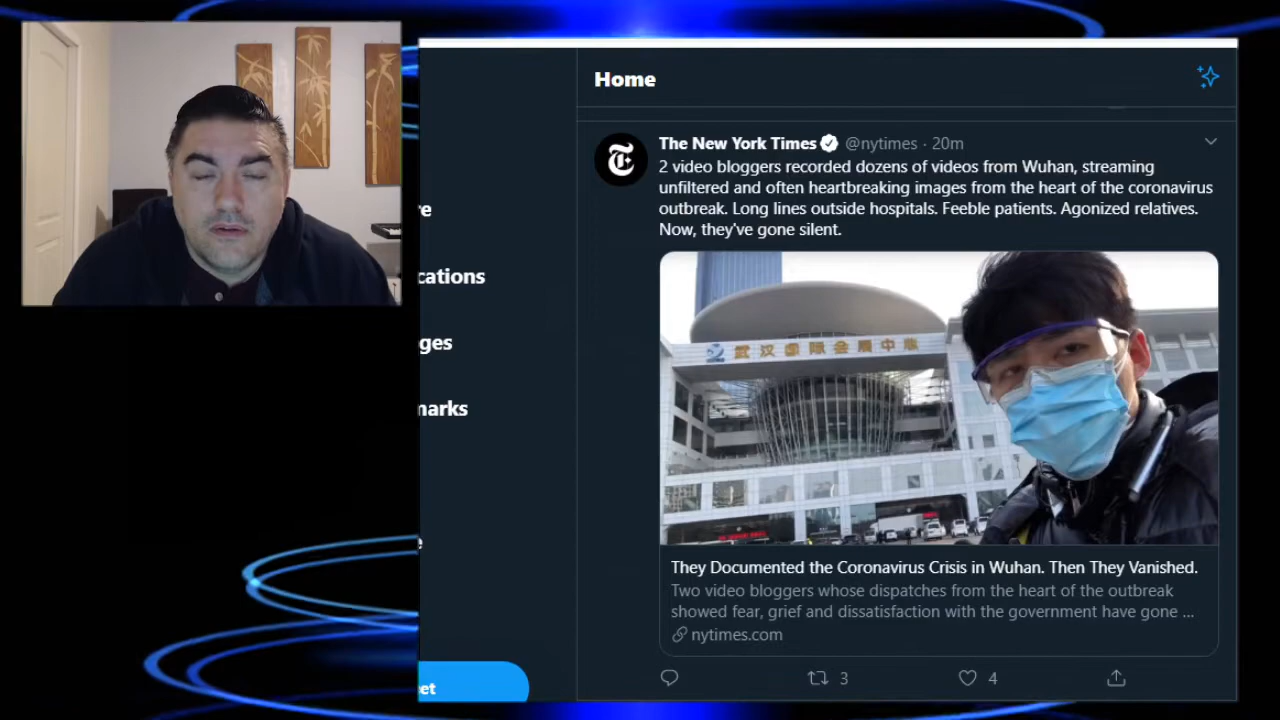 Home
The New York Times @nytimes · 20m
2 video bloggers recorded dozens of videos from Wuhan, streaming
unfiltered and often heartbreaking images from the heart of the coronavirus
outbreak. Long lines outside hospitals. Feeble patients. Agonized relatives.
Now, they've gone silent.
re
cations
ges
marks
e
武汉国际会展中心
They Documented the Coronavirus Crisis in Wuhan. Then They Vanished.
Two video bloggers whose dispatches from the heart of the outbreak
showed fear, grief and dissatisfaction with the government have gone ...
nytimes.com
eet
3
4